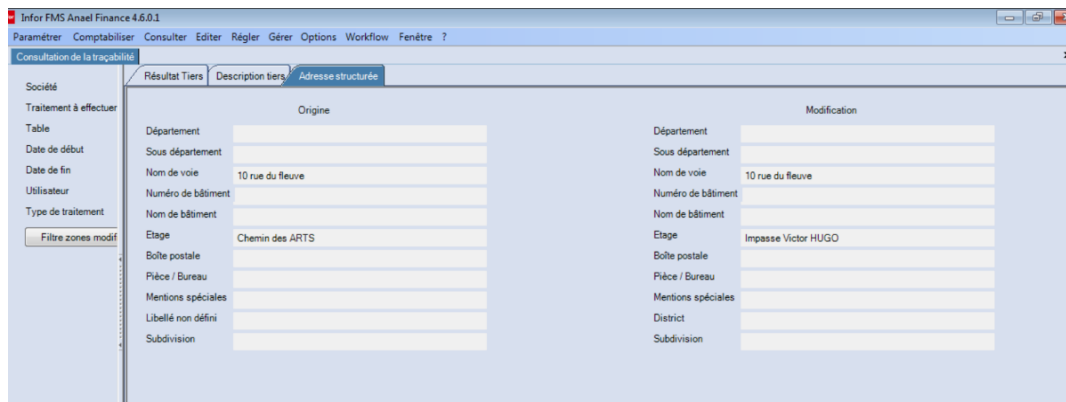 Infor FMS Anael Finance 4.6.0.1
Paramétrer Comptabiliser Consulter Editer Régler Gérer Options Workflow Fenêtre ?
Consultation de la traçabilité
Résultat Tiers Description tiers Adresse structurée
Société
Traitement à effectuer
Table
Date de début
Date de fin
Utilisateur
Type de traitement
Filtre zones modif
Origine
Département
Sous département
Nom de voie 10 rue du fleuve
Numéro de bâtiment
Nom de bâtiment
Etage Chemin des ARTS
Boîte postale
Pièce / Bureau
Mentions spéciales
Libellé non défini
Subdivision
Modification
Département
Sous département
Nom de voie 10 rue du fleuve
Numéro de bâtiment
Nom de bâtiment
Etage Impasse Victor HUGO
Boîte postale
Pièce / Bureau
Mentions spéciales
District
Subdivision